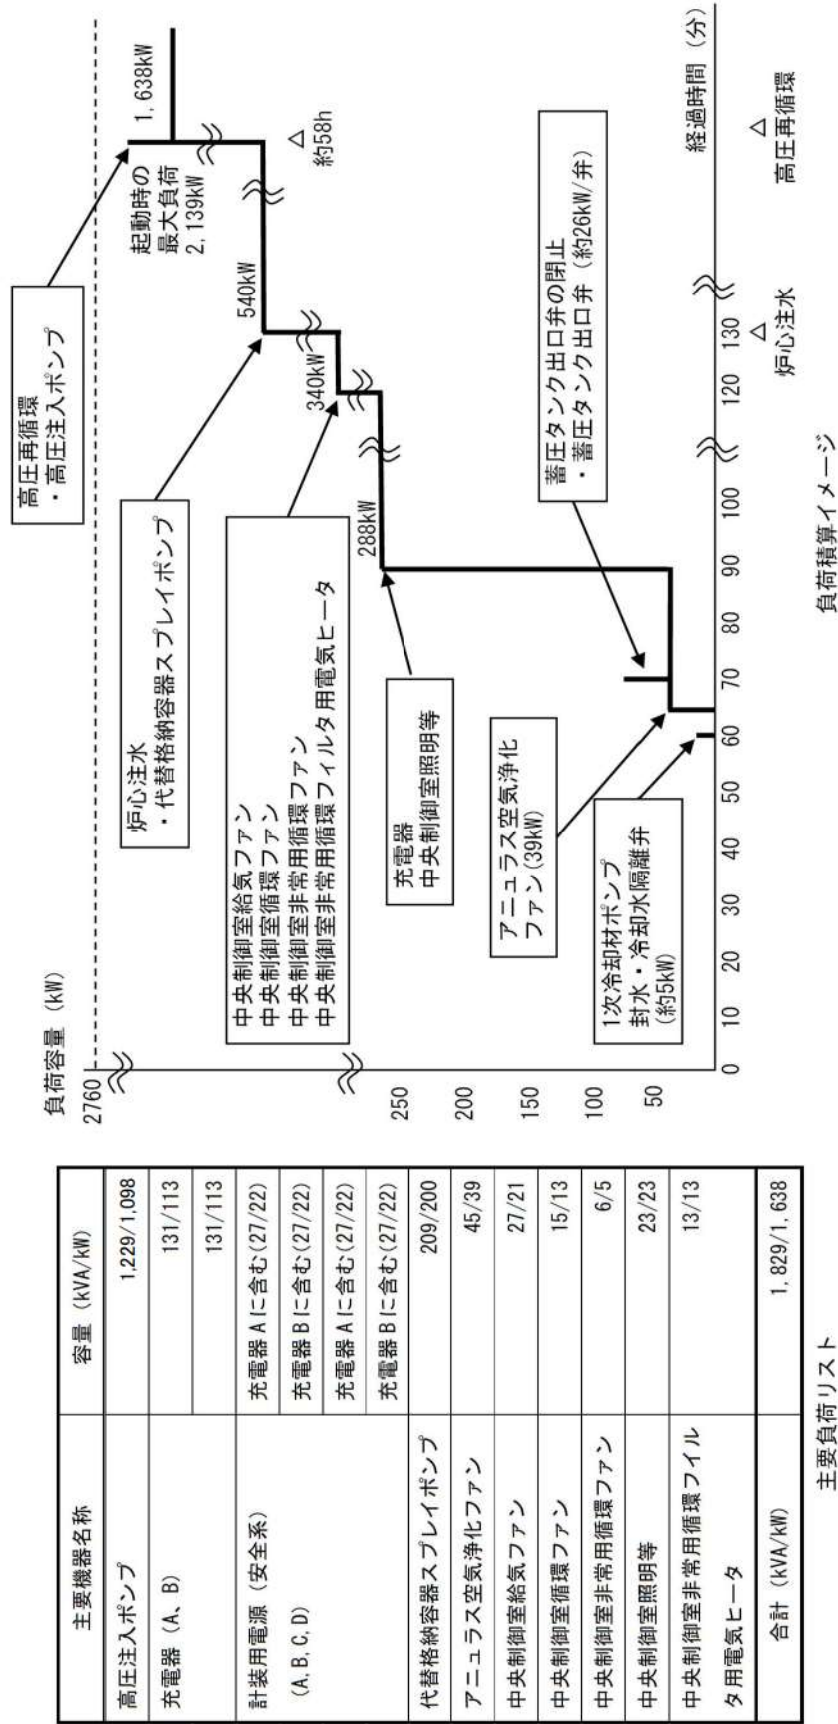 主要機器名称
容量 (kVA/kW)
高圧注入ポンプ
1,229/1,098
充電器 (A、B)
131/113
131/113
計装用電源 (安全系)
(A,B,C,D)
充電器Aに含む(27/22)
充電器Bに含む(27/22)
充電器Aに含む(27/22)
充電器Bに含む(27/22)
代替格納容器スプレイポンプ
209/200
アニュラス空気浄化ファン
45/39
中央制御室給気ファン
27/21
中央制御室循環ファン
15/13
中央制御室非常用循環ファン
6/5
中央制御室照明等
23/23
中央制御室非常用循環フィル
タ用電気ヒータ
13/13
合計 (kVA/kW)
1,829/1,638
主要負荷リスト
負荷容量 (kW)
2760
250
200
150
100
50
0
10
20
30
40
50
60
70
80
90
100
120
130
経過時間 (分)
高圧再循環
・高圧注入ポンプ
起動時の
最大負荷
2,139kW
1,638kW
約58h
炉心注水
・代替格納容器スプレイポンプ
540kW
中央制御室給気ファン
中央制御室循環ファン
中央制御室非常用循環ファン
中央制御室非常用循環フィルタ用電気ヒータ
340kW
288kW
充電器
中央制御室照明等
アニュラス空気浄化
ファン(39kW)
1次冷却材ポンプ
封水・冷却水隔離弁
(約5kW)
蓄圧タンク出口弁の閉止
・蓄圧タンク出口弁 (約26kW/弁)
炉心注水
高圧再循環
負荷積算イメージ